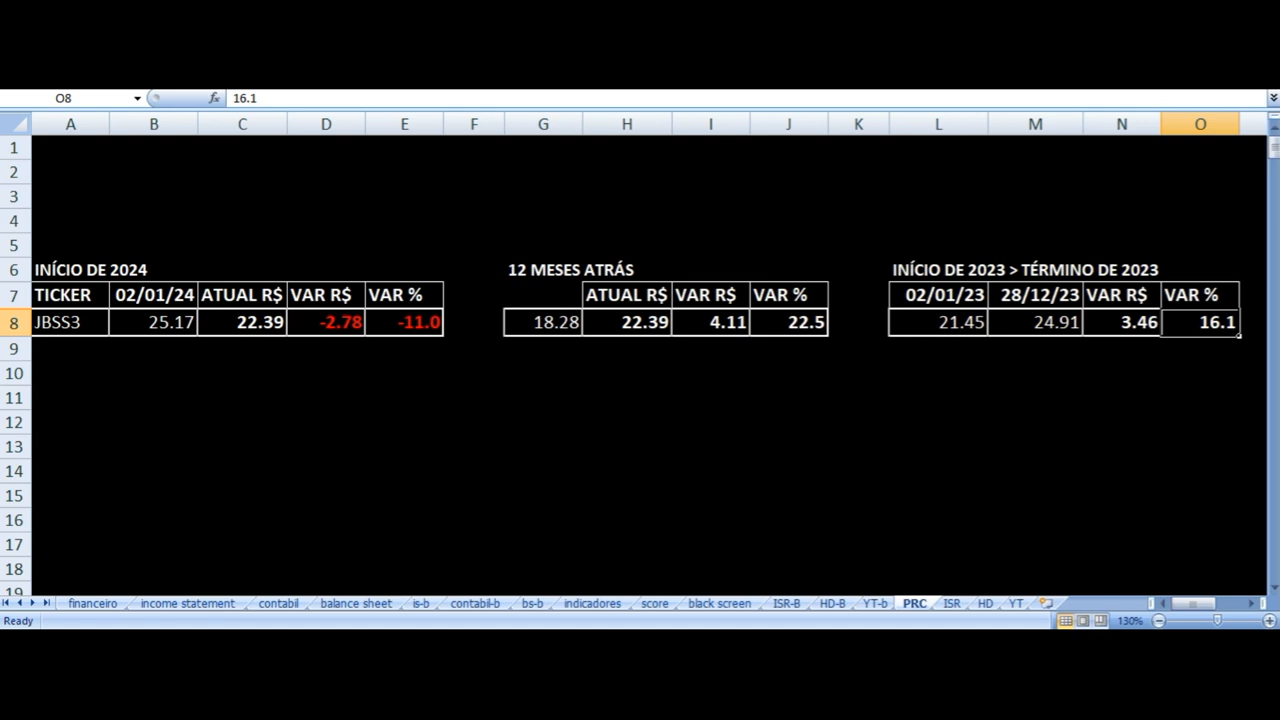 O8 fx 16.1
A B C D E F G H I J K L M N O
1
2
3
4
5
6 INÍCIO DE 2024 12 MESES ATRÁS INÍCIO DE 2023 > TÉRMINO DE 2023
7 TICKER 02/01/24 ATUAL R$ VAR R$ VAR % ATUAL R$ VAR R$ VAR % 02/01/23 28/12/23 VAR R$ VAR %
8 JBSS3 25.17 22.39 -2.78 -11.0 18.28 22.39 4.11 22.5 21.45 24.91 3.46 16.1
9
10
11
12
13
14
15
16
17
18
19
financeiro income statement contabil balance sheet is-b contabil-b bs-b indicadores score black screen ISR-B HD-B YT-b PRC ISR HD YT
Ready 130%